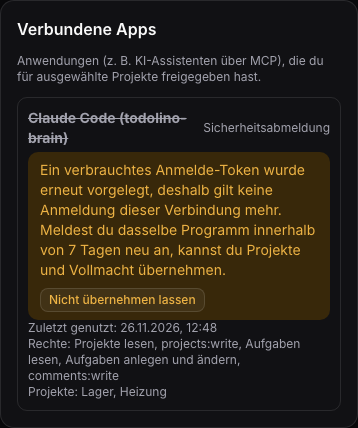 Verbundene Apps
Anwendungen (z. B. KI-Assistenten über MCP), die du
für ausgewählte Projekte freigegeben hast.
Claude Code (todolino-
brain)
Sicherheitsabmeldung
Ein verbrauchtes Anmelde-Token wurde
erneut vorgelegt, deshalb gilt keine
Anmeldung dieser Verbindung mehr.
Meldest du dasselbe Programm innerhalb
von 7 Tagen neu an, kannst du Projekte
und Vollmacht übernehmen.
Nicht übernehmen lassen
Zuletzt genutzt: 26.11.2026, 12:48
Rechte: Projekte lesen, projects:write, Aufgaben
lesen, Aufgaben anlegen und ändern,
comments:write
Projekte: Lager, Heizung